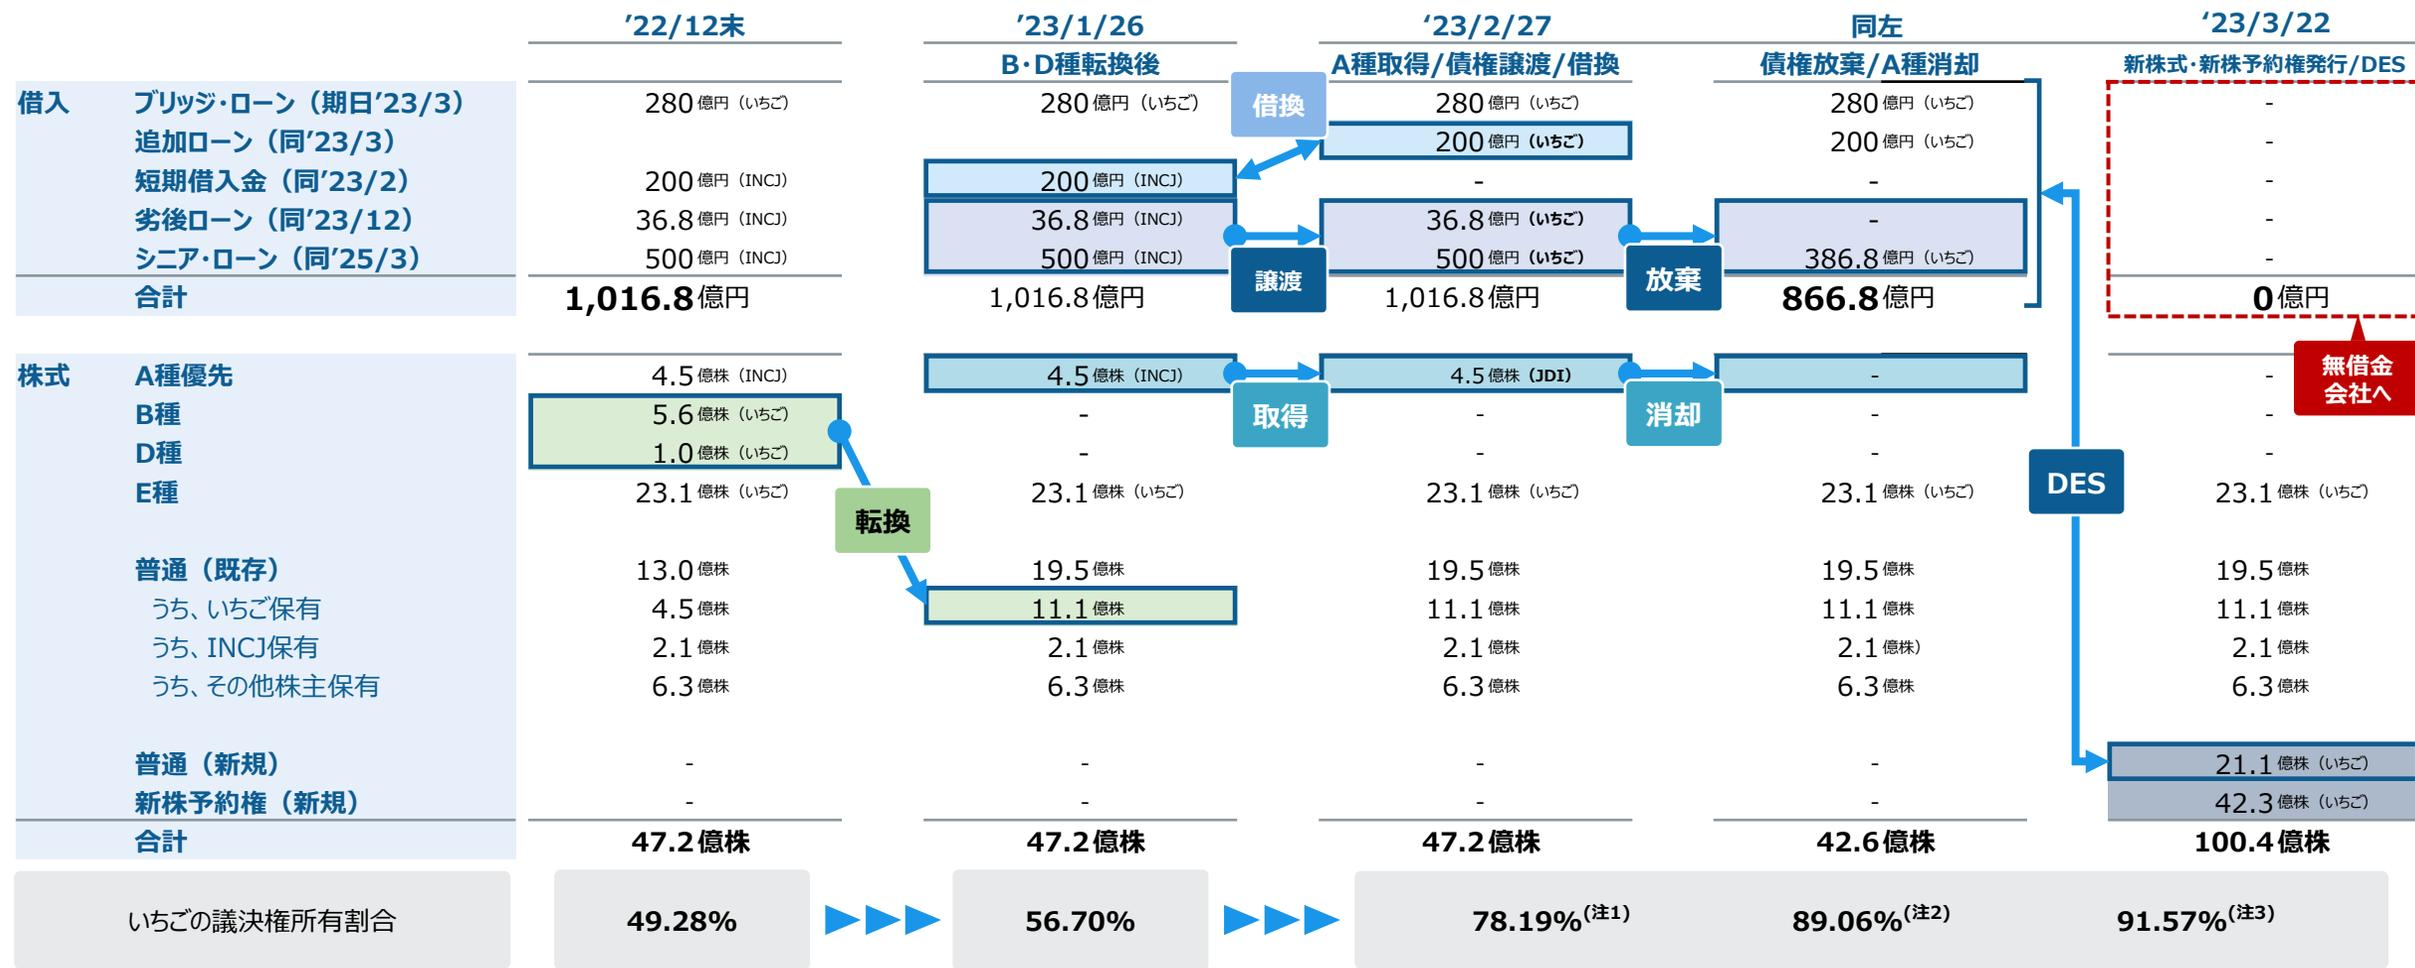 ’22/12末 ’23/1/26 ‘23/2/27 同左 ‘23/3/22
B・D種転換後 A種取得/債権譲渡/借換 債権放棄/A種消却 新株式・新株予約権発行/DES
借入 ブリッジ・ローン（期日’23/3） 280億円（いちご） 280億円（いちご） 借換 280億円（いちご） 280億円（いちご） -
追加ローン（同’23/3） 200億円（いちご） 200億円（いちご） -
短期借入金（同’23/2） 200億円（INCJ） 200億円（INCJ） - - -
劣後ローン（同’23/12） 36.8億円（INCJ） 36.8億円（INCJ） 36.8億円（いちご） - -
シニア・ローン（同’25/3） 500億円（INCJ） 500億円（INCJ） 譲渡 500億円（いちご） 放棄 386.8億円（いちご） -
合計 1,016.8億円 1,016.8億円 1,016.8億円 866.8億円 0億円
株式 A種優先 4.5億株（INCJ） 4.5億株（INCJ） 4.5億株（JDI） - -
無借金
会社へ
B種 5.6億株（いちご） - 取得 - 消却 - -
D種 1.0億株（いちご） - - - -
E種 23.1億株（いちご） 23.1億株（いちご） 23.1億株（いちご） 23.1億株（いちご） DES 23.1億株（いちご）
転換
普通（既存） 13.0億株 19.5億株 19.5億株 19.5億株 19.5億株
うち、いちご保有 4.5億株 11.1億株 11.1億株 11.1億株 11.1億株
うち、INCJ保有 2.1億株 2.1億株 2.1億株 2.1億株） 2.1億株
うち、その他株主保有 6.3億株 6.3億株 6.3億株 6.3億株 6.3億株
普通（新規） - - - - 21.1億株（いちご）
新株予約権（新規） - - - - 42.3億株（いちご）
合計 47.2億株 47.2億株 47.2億株 42.6億株 100.4億株
いちごの議決権所有割合 49.28% 56.70% 78.19%(注1) 89.06%(注2) 91.57%(注3)